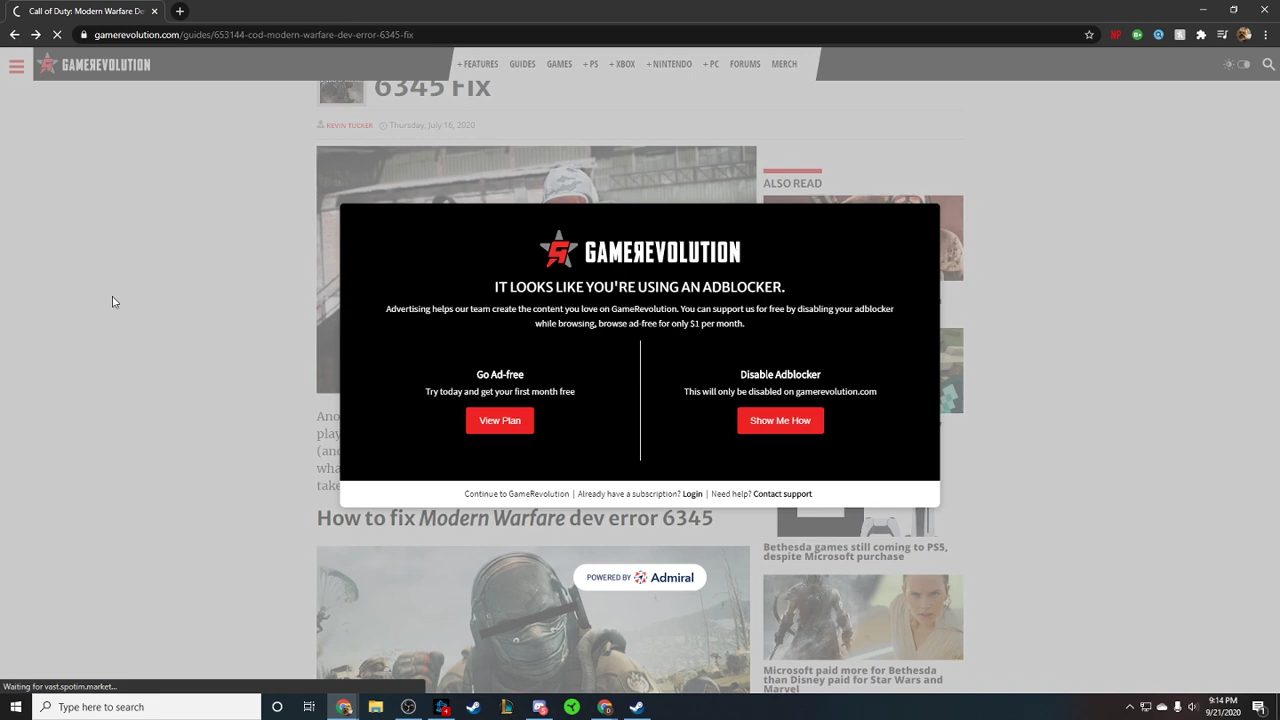 Call of Duty: Modern Warfare
gamerevolution.com/guides/653144-cod-modern-warfare-dev-error-6345-fix
GAMEREVOLUTION
+ FEATURES GUIDES GAMES + PS + XBOX + NINTENDO + PC FORUMS MERCH
6345 Fix
KEVIN TUCKER Thursday, July 16, 2020
ALSO READ
GAMEREVOLUTION
IT LOOKS LIKE YOU'RE USING AN ADBLOCKER.
Advertising helps our team create the content you love on GameRevolution. You can support us for free by disabling your adblocker
while browsing, browse ad-free for only $1 per month.
Go Ad-free
Try today and get your first month free
View Plan
Disable Adblocker
This will only be disabled on gamerevolution.com
Show Me How
Continue to GameRevolution | Already have a subscription? Login | Need help? Contact support
Ano
play
(and
wha
take
How to fix Modern Warfare dev error 6345
POWERED BY Admiral
Bethesda games still coming to PS5,
despite Microsoft purchase
Microsoft paid more for Bethesda
than Disney paid for Star Wars and
Marvel
Waiting for vast.spotim.market...
Type here to search
9:14 PM
9/21/2020